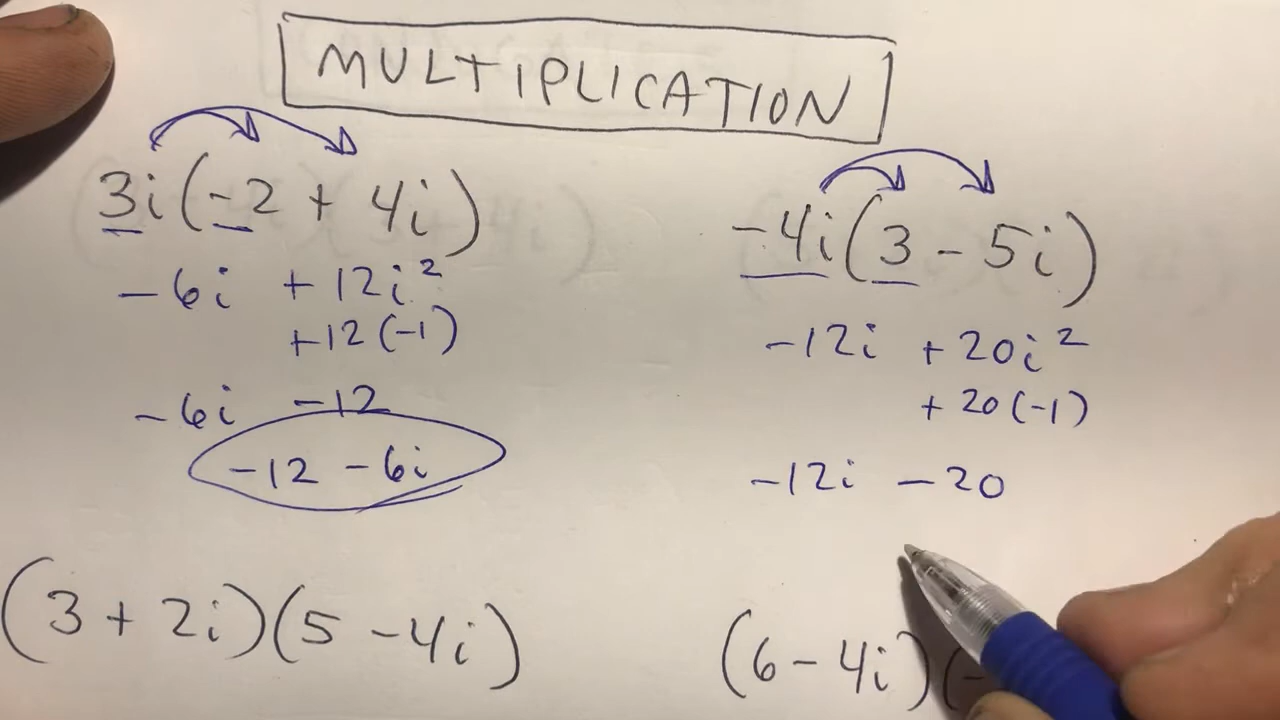 MULTIPLICATION
3i(-2 + 4i)
-6i + 12i²
+12(-1)
-6i -12
-12 -6i
-4i(3 - 5i)
-12i + 20i²
+ 20(-1)
-12i - 20
(3 + 2i)(5 - 4i)
(6 - 4i)(-